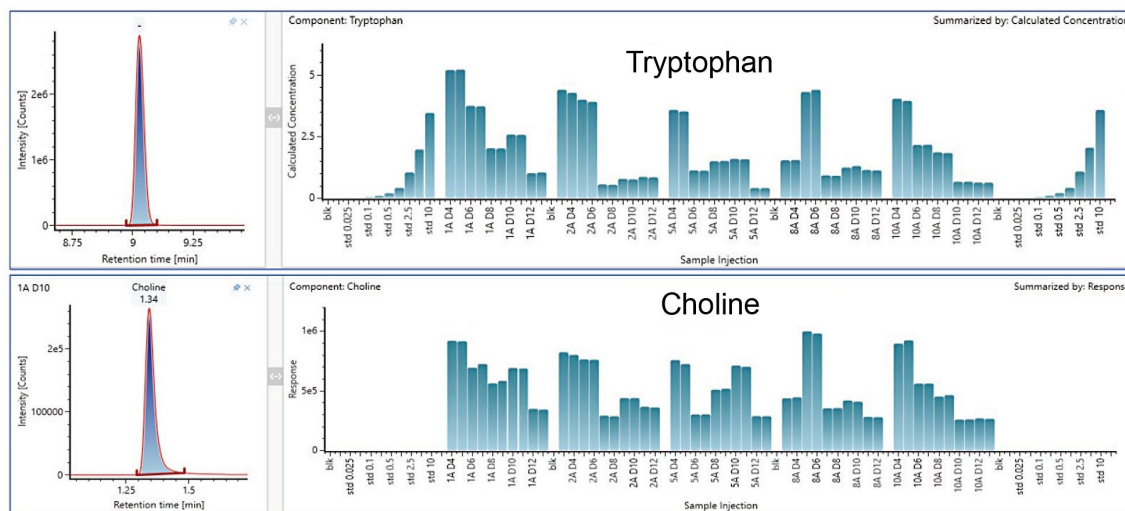 Component: Tryptophan
Summarized by: Calculated Concentration
-
Tryptophan
Intensity [Counts]
2e6
1e6
0
8.75 9 9.25
Retention time [min]
Calculated Concentration
5
2.5
0
blk std 0.025 std 0.1 std 0.5 std 2.5 std 10 1A D4 1A D6 1A D8 1A D10 1A D12 blk 2A D4 2A D6 2A D8 2A D10 2A D12 5A D4 5A D6 5A D8 5A D10 5A D12 blk 8A D4 8A D6 8A D8 8A D10 8A D12 10A D4 10A D6 10A D8 10A D10 10A D12 blk std 0.025 std 0.1 std 0.5 std 2.5 std 10
Sample Injection
1A D10
Choline
1.34
Component: Choline
Summarized by: Response
Choline
Intensity [Counts]
2e5
100000
0
1.25 1.5
Retention time [min]
Response
1e6
5e5
0
blk std 0.025 std 0.1 std 0.5 std 2.5 std 10 1A D4 1A D6 1A D8 1A D10 1A D12 blk 2A D4 2A D6 2A D8 2A D10 2A D12 5A D4 5A D6 5A D8 5A D10 5A D12 blk 8A D4 8A D6 8A D8 8A D10 8A D12 10A D4 10A D6 10A D8 10A D10 10A D12 blk std 0.025 std 0.1 std 0.5 std 2.5 std 10
Sample Injection